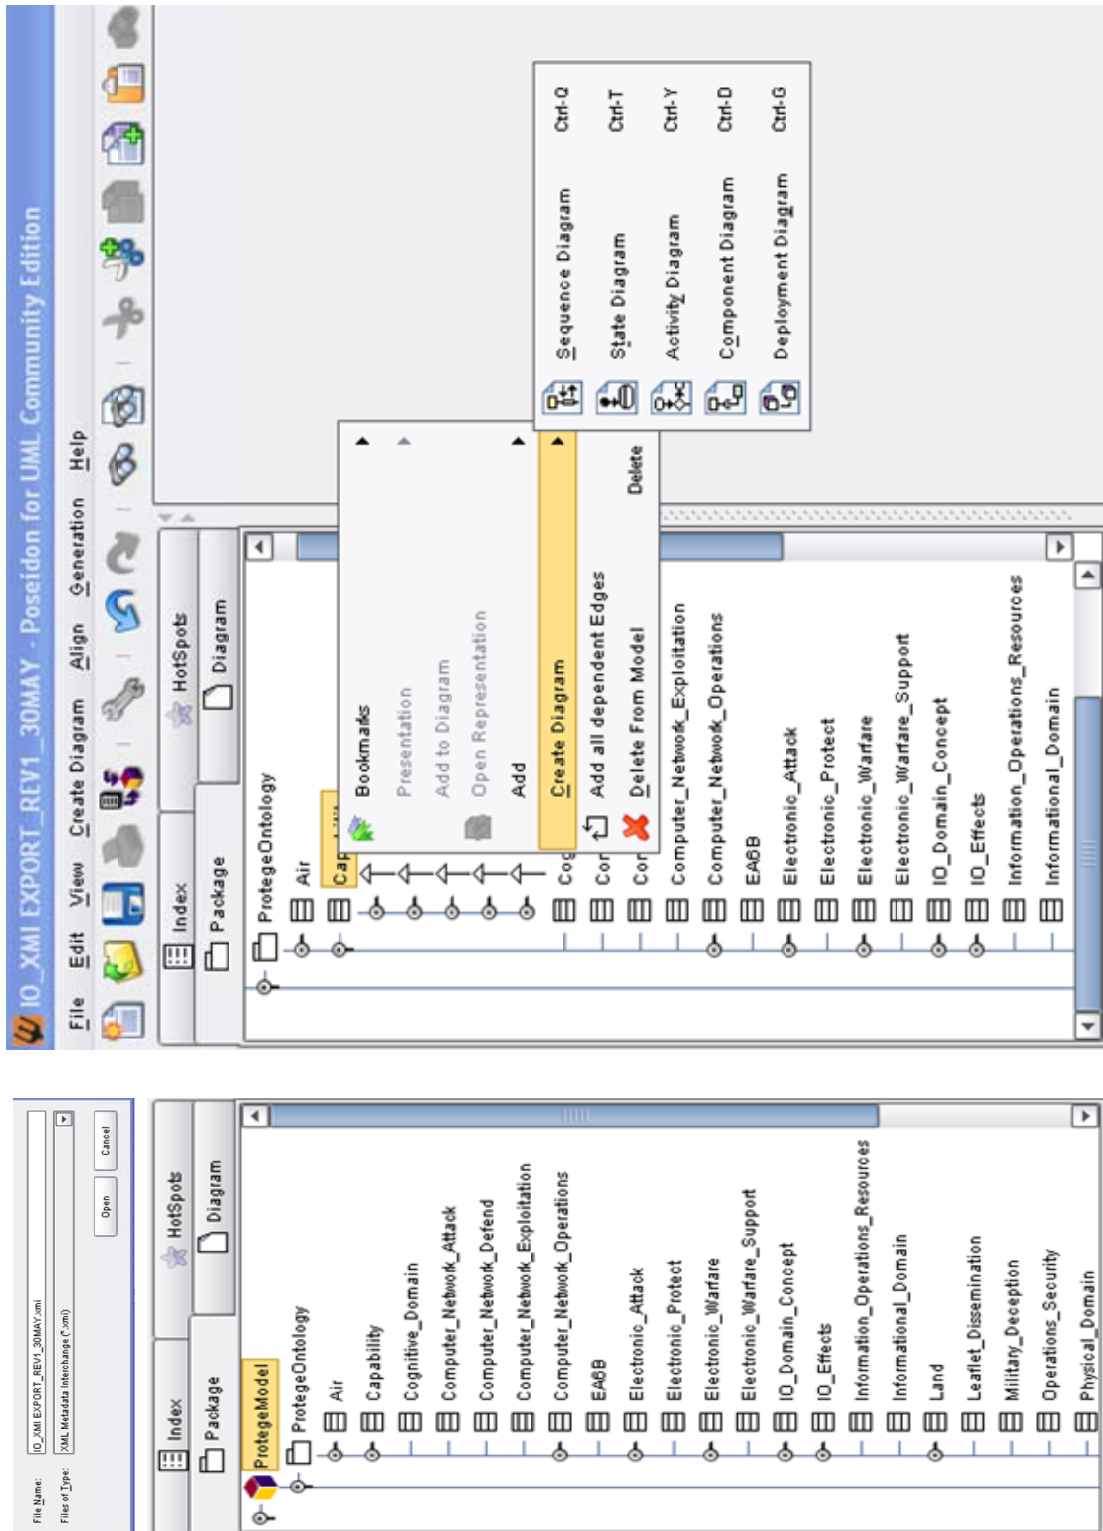 File Name:
IO_XMI EXPORT_REV1_30MAY.xmi
Files of Type:
XML Metadata Interchange (*.xmi)
Open
Cancel
Index
HotSpots
Package
Diagram
ProtegeModel
ProtegeOntology
Air
Capability
Cognitive_Domain
Computer_Network_Attack
Computer_Network_Defend
Computer_Network_Exploitation
Computer_Network_Operations
EA6B
Electronic_Attack
Electronic_Protect
Electronic_Warfare
Electronic_Warfare_Support
IO_Domain_Concept
IO_Effects
Information_Operations_Resources
Informational_Domain
Land
Leaflet_Dissemination
Military_Deception
Operations_Security
Physical_Domain
IO_XMI EXPORT_REV1_30MAY - Poseidon for UML Community Edition
File Edit View Create Diagram Align Generation Help
Index
HotSpots
Package
Diagram
ProtegeOntology
Air
Cap
Cog
Con
Con
Computer_Network_Exploitation
Computer_Network_Operations
EA6B
Electronic_Attack
Electronic_Protect
Electronic_Warfare
Electronic_Warfare_Support
IO_Domain_Concept
IO_Effects
Information_Operations_Resources
Informational_Domain
Bookmarks
Presentation
Add to Diagram
Open Representation
Add
Create Diagram
Add all dependent Edges
Delete From Model Delete
Sequence Diagram Ctrl-Q
State Diagram Ctrl-T
Activity Diagram Ctrl-Y
Component Diagram Ctrl-D
Deployment Diagram Ctrl-G